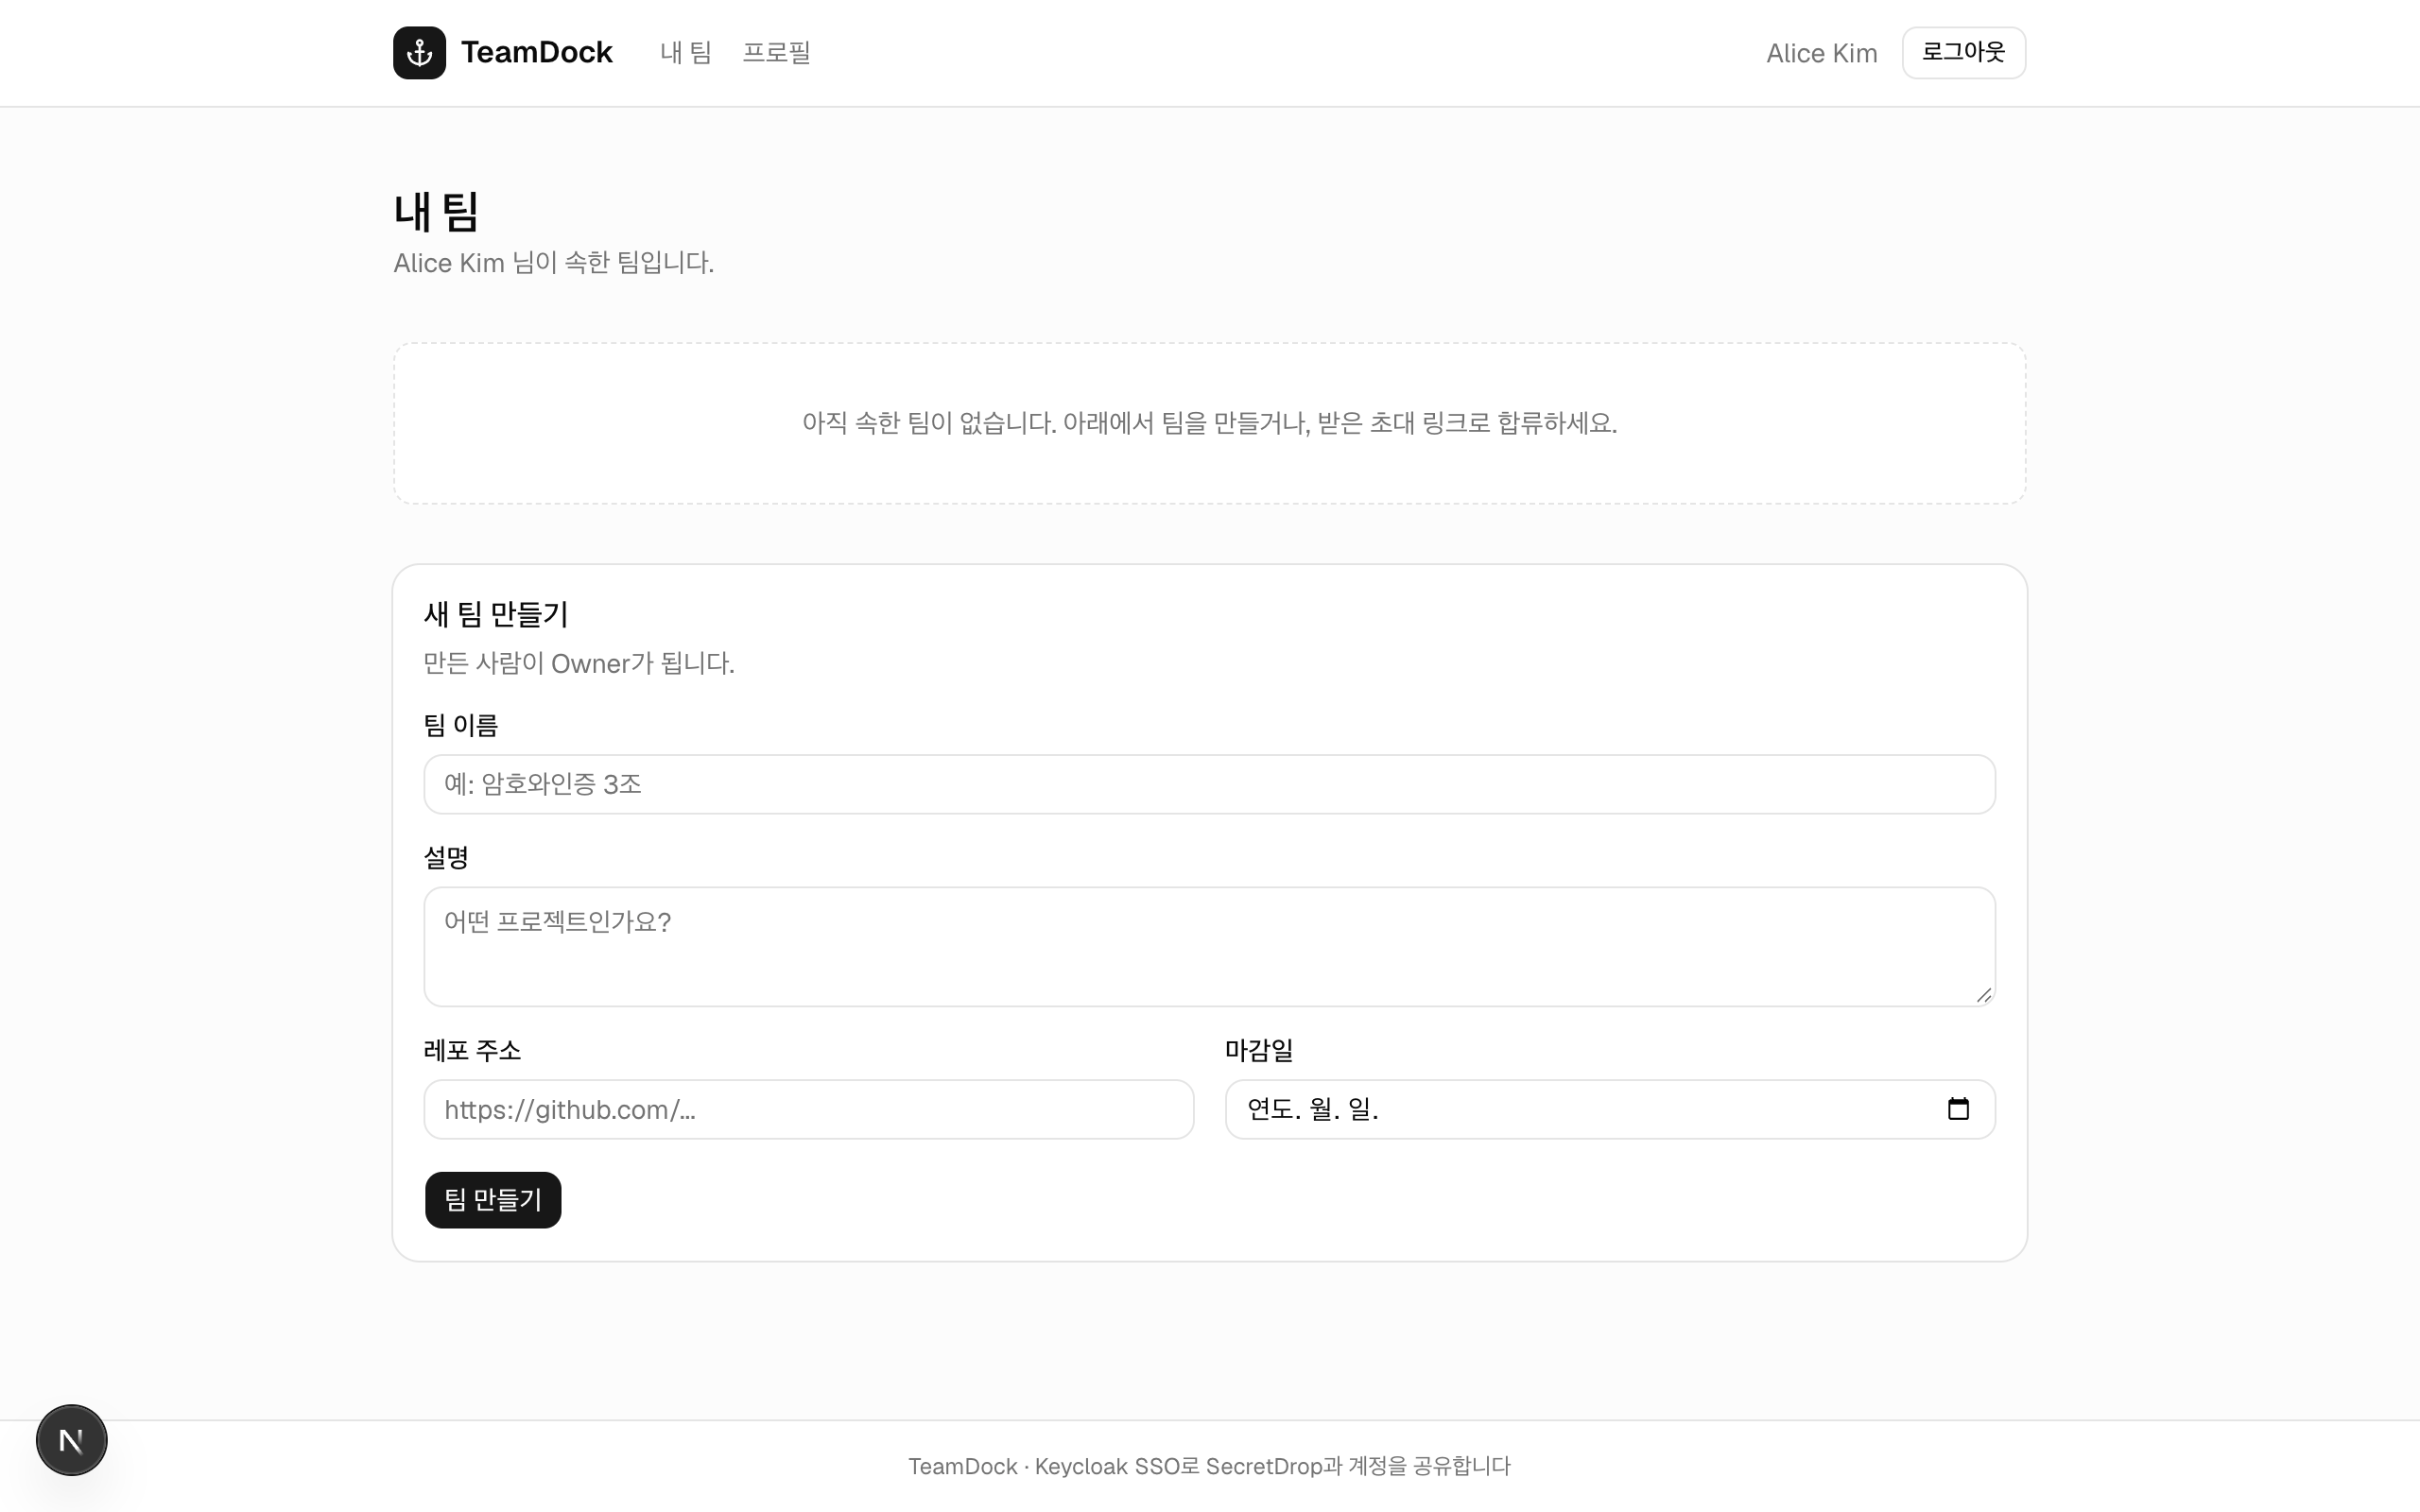 TeamDock 내 팀 프로필 Alice Kim 로그아웃
내 팀
Alice Kim 님이 속한 팀입니다.
아직 속한 팀이 없습니다. 아래에서 팀을 만들거나, 받은 초대 링크로 합류하세요.
새 팀 만들기
만든 사람이 Owner가 됩니다.
팀 이름
예: 암호와인증 3조
설명
어떤 프로젝트인가요?
레포 주소 마감일
https://github.com/... 연도. 월. 일.
팀 만들기
N
TeamDock · Keycloak SSO로 SecretDrop과 계정을 공유합니다